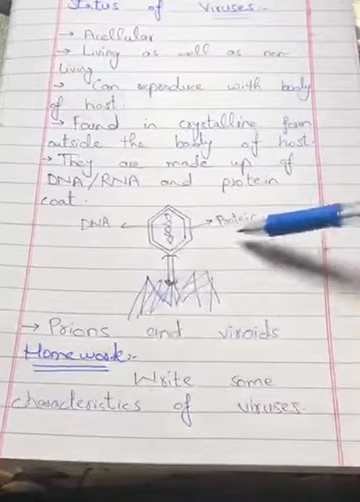 Status of Viruses :-
→ Acellular
→ Living as well as non
living
→ Can reproduce with body
of host.
→ Found in crystalline form
outside the body of host.
→ They are made up of
DNA/RNA and protein
coat.
DNA ← → Protein
→ Prions and viroids
Homework:-
Write some
characteristics of viruses.